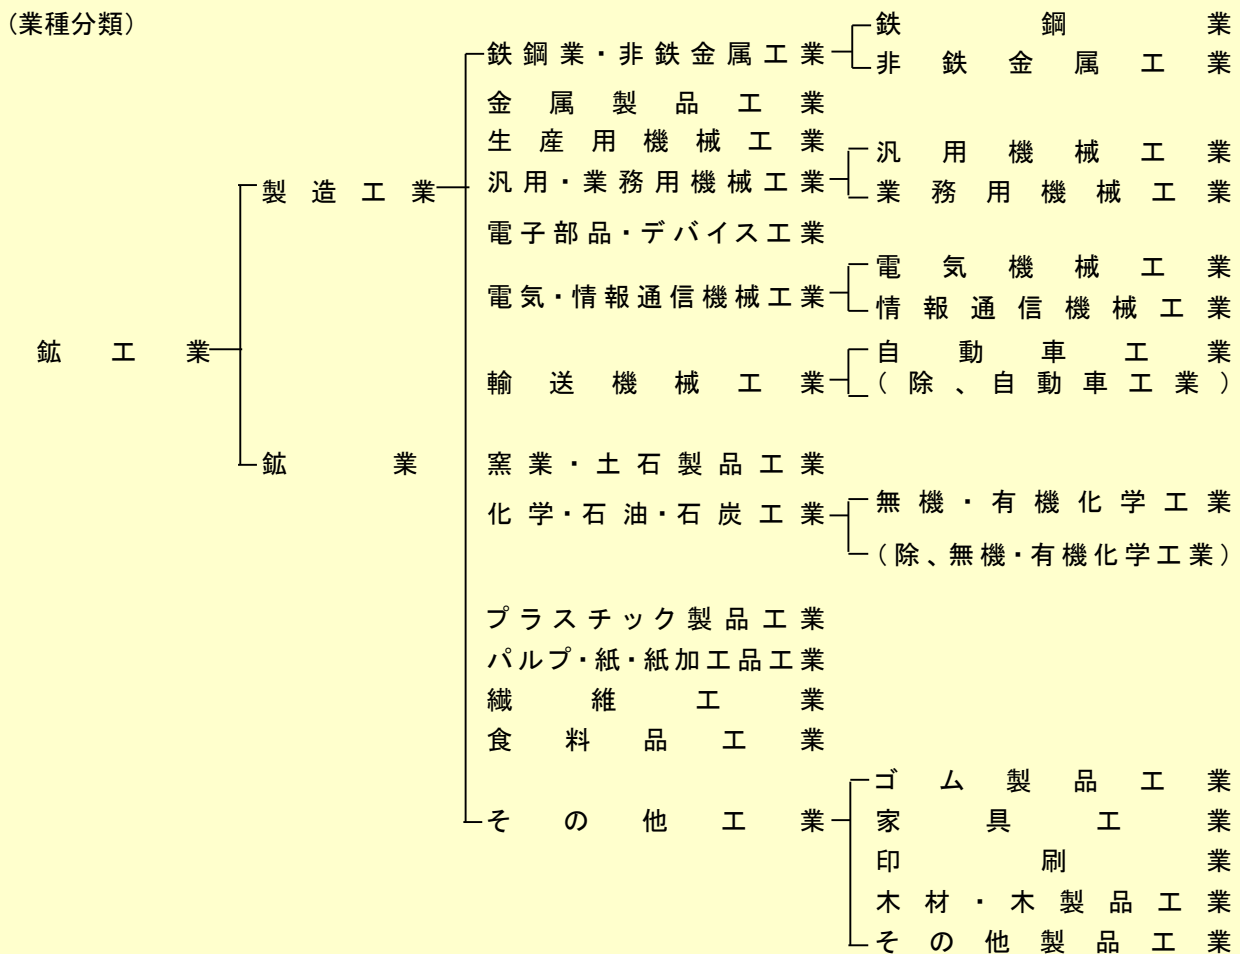 (業種分類)
鉄鋼業
鉄鋼業・非鉄金属工業
非鉄金属工業
金属製品工業
生産用機械工業
汎用機械工業
製造工業
汎用・業務用機械工業
業務用機械工業
電子部品・デバイス工業
電気機械工業
電気・情報通信機械工業
情報通信機械工業
鉱工業
自動車工業
輸送機械工業
(除、自動車工業)
鉱業
窯業・土石製品工業
化学・石油・石炭工業
無機・有機化学工業
(除、無機・有機化学工業)
プラスチック製品工業
パルプ・紙・紙加工品工業
繊維工業
食料品工業
ゴム製品工業
その他工業
家具工業
印刷業
木材・木製品工業
その他製品工業